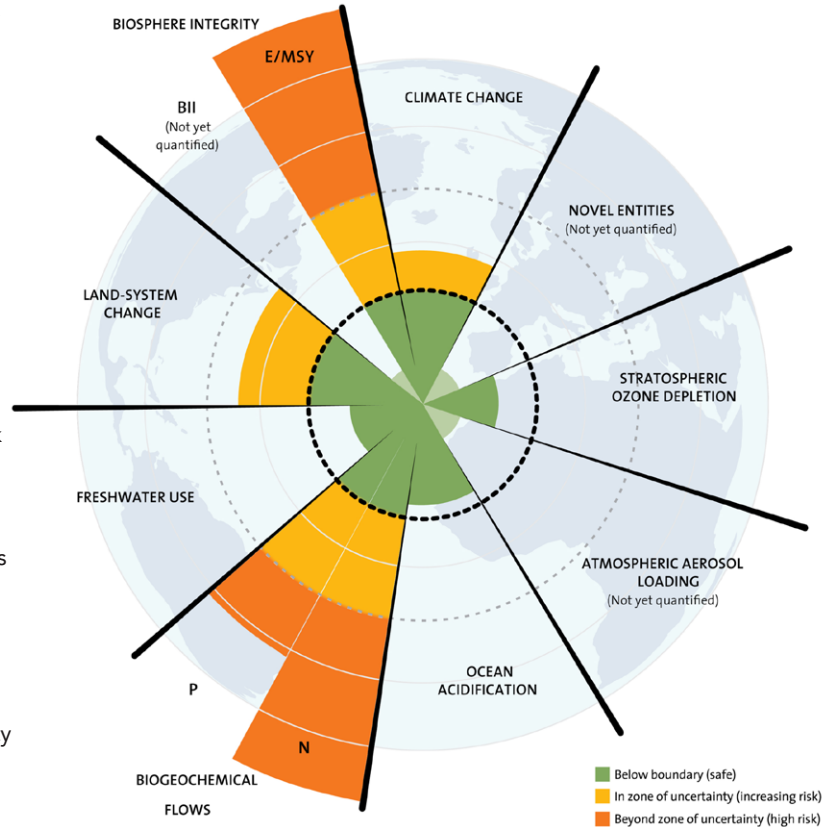 BIOSPHERE INTEGRITY
E/MSY
CLIMATE CHANGE
BII
(Not yet
quantified)
NOVEL ENTITIES
(Not yet quantified)
LAND-SYSTEM
CHANGE
STRATOSPHERIC
OZONE DEPLETION
FRESHWATER USE
ATMOSPHERIC AEROSOL
LOADING
(Not yet quantified)
OCEAN
ACIDIFICATION
P
N
BIOGEOCHEMICAL
FLOWS
Below boundary (safe)
In zone of uncertainty (increasing risk)
Beyond zone of uncertainty (high risk)